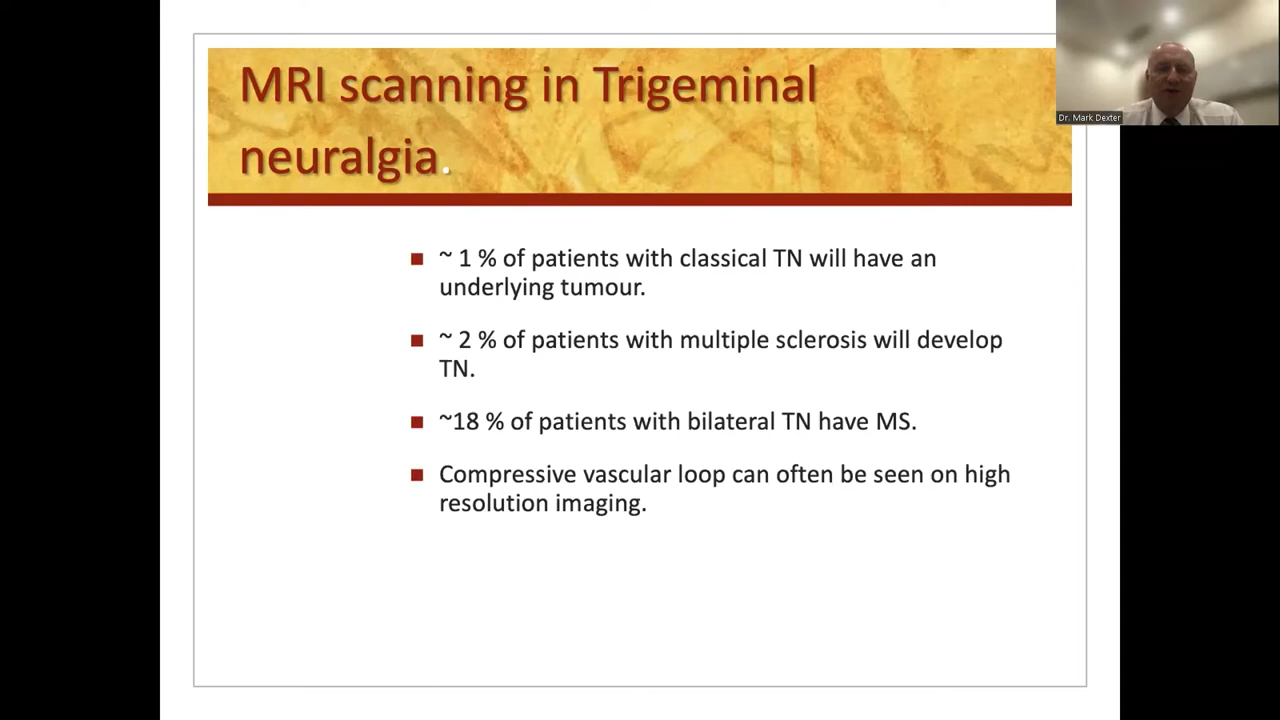 MRI scanning in Trigeminal
neuralgia.
Dr. Mark Dexter
■ ~ 1 % of patients with classical TN will have an
underlying tumour.
■ ~ 2 % of patients with multiple sclerosis will develop
TN.
■ ~18 % of patients with bilateral TN have MS.
■ Compressive vascular loop can often be seen on high
resolution imaging.